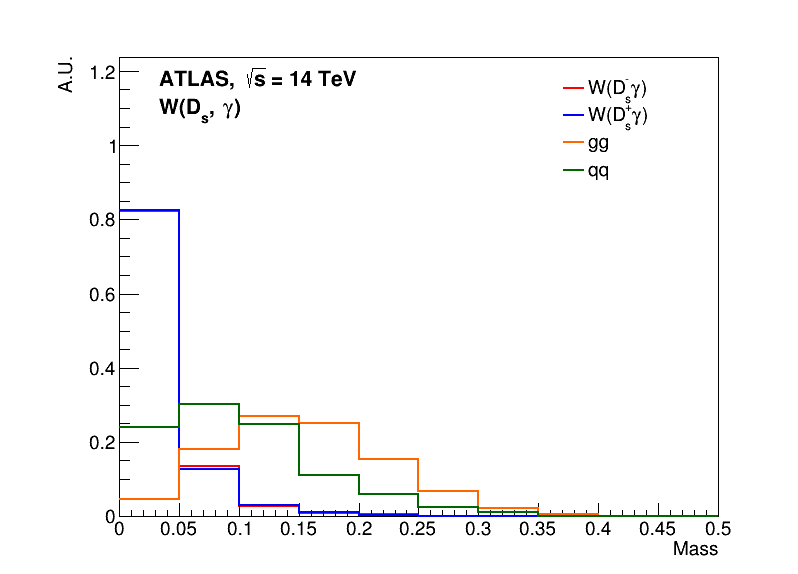 A.U.
ATLAS, √s = 14 TeV
W(Dₛ, γ)
W(Dₛ⁻γ)
W(Dₛ⁺γ)
gg
qq
1.2
1
0.8
0.6
0.4
0.2
0
0 0.05 0.1 0.15 0.2 0.25 0.3 0.35 0.4 0.45 0.5
Mass